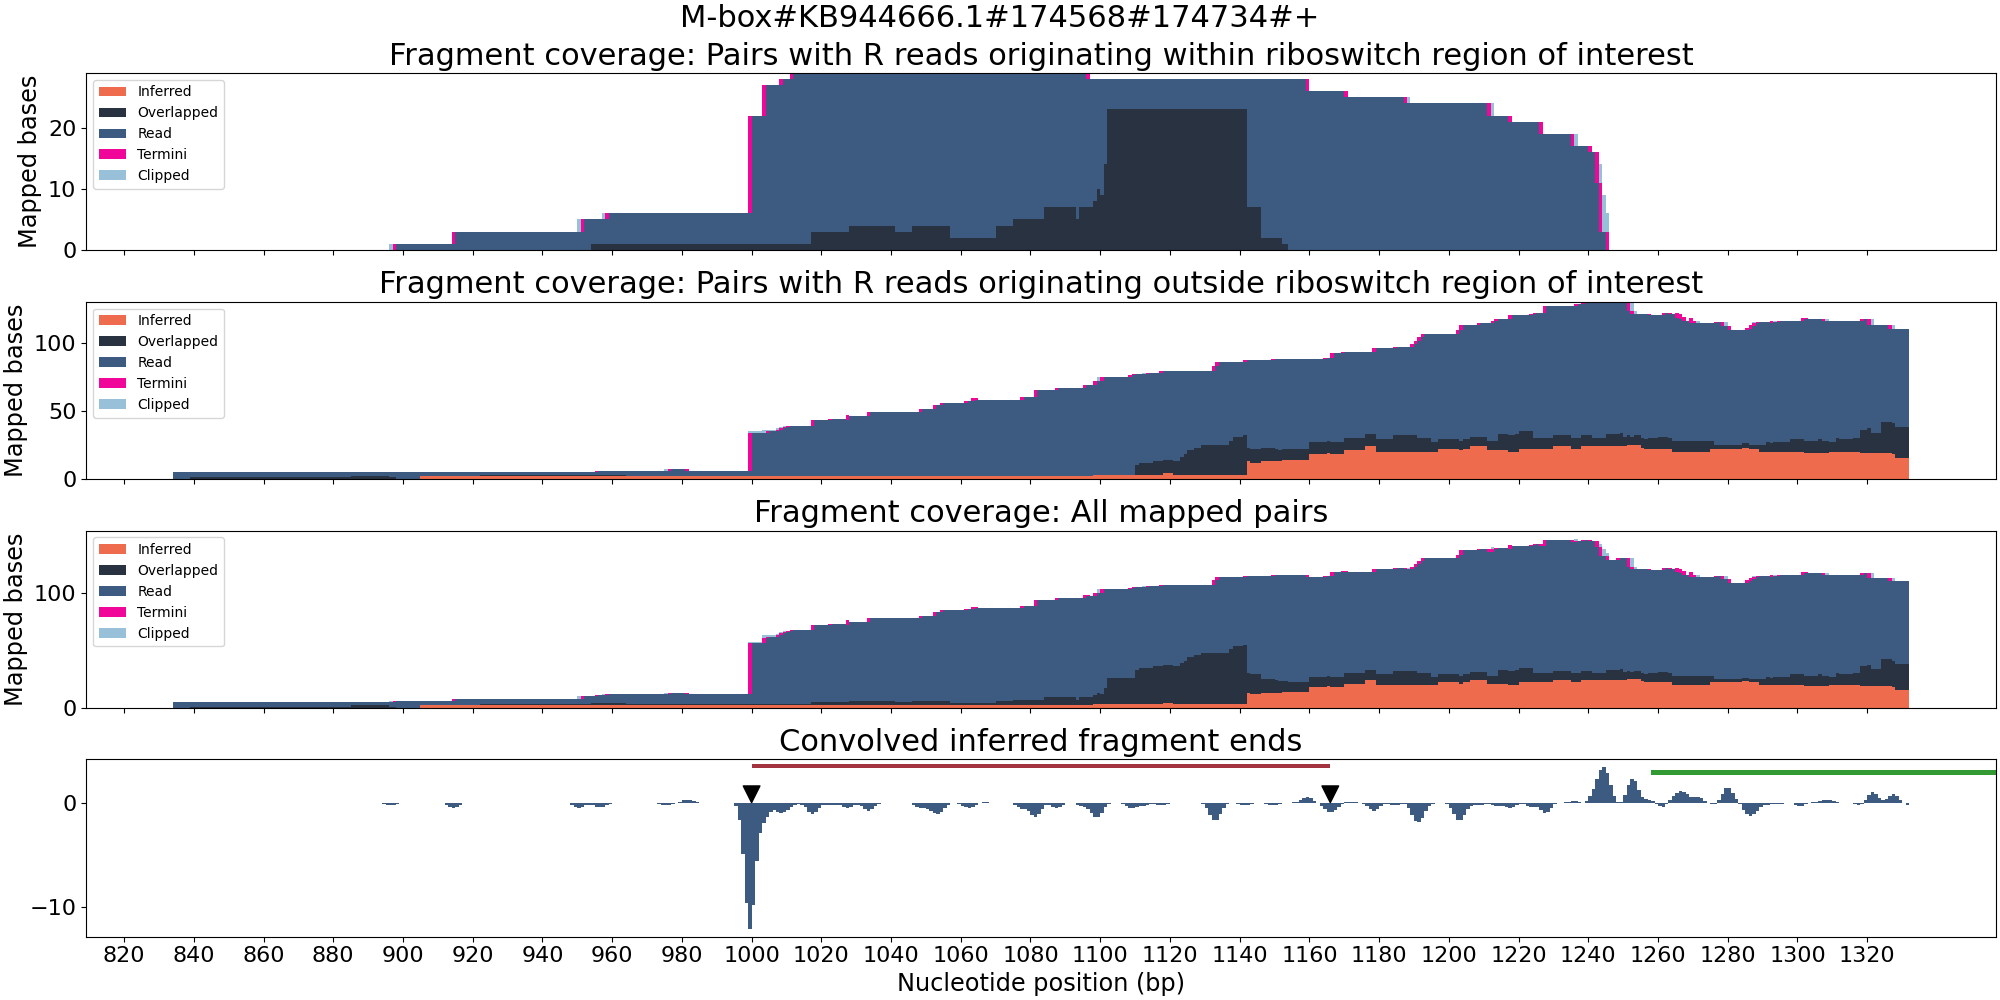 M-box#KB944666.1#174568#174734#+
Fragment coverage: Pairs with R reads originating within riboswitch region of interest
Mapped bases
20
10
0
Inferred
Overlapped
Read
Termini
Clipped
Fragment coverage: Pairs with R reads originating outside riboswitch region of interest
Mapped bases
100
50
0
Inferred
Overlapped
Read
Termini
Clipped
Fragment coverage: All mapped pairs
Mapped bases
100
0
Inferred
Overlapped
Read
Termini
Clipped
Convolved inferred fragment ends
0
−10
820 840 860 880 900 920 940 960 980 1000 1020 1040 1060 1080 1100 1120 1140 1160 1180 1200 1220 1240 1260 1280 1300 1320
Nucleotide position (bp)